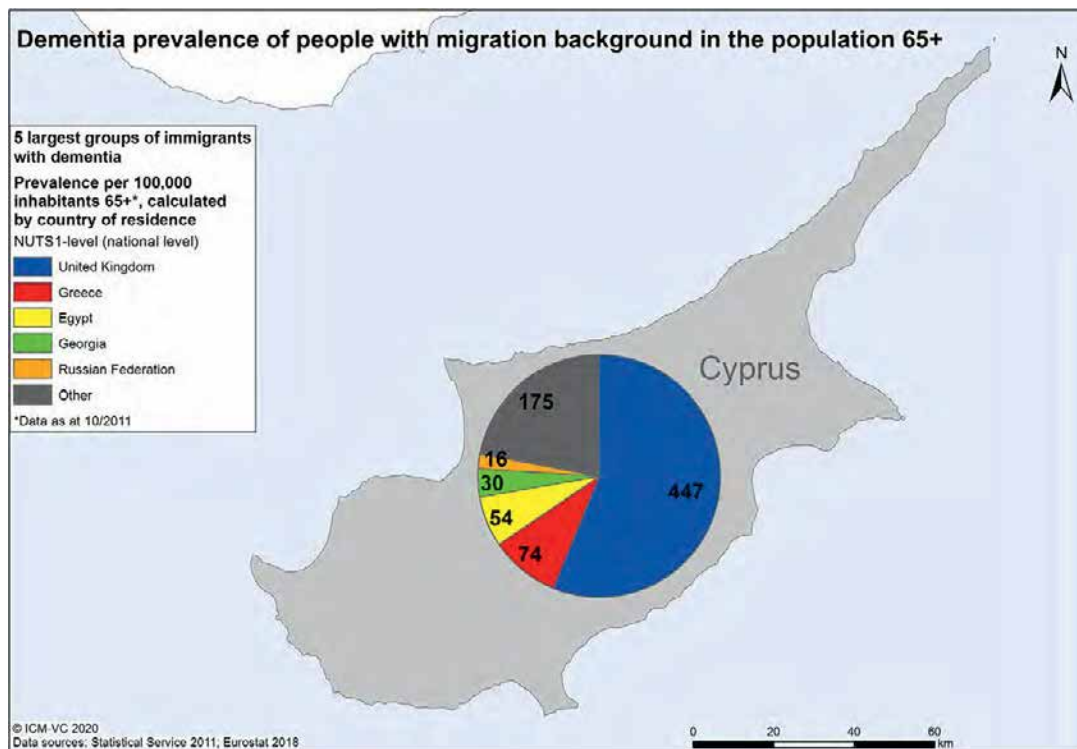 Dementia prevalence of people with migration background in the population 65+
N
5 largest groups of immigrants
with dementia
Prevalence per 100,000
inhabitants 65+*, calculated
by country of residence
NUTS1-level (national level)
United Kingdom
Greece
Egypt
Georgia
Russian Federation
Other
*Data as at 10/2011
Cyprus
175
16
30
447
54
74
© ICM-VC 2020
Data sources: Statistical Service 2011; Eurostat 2018
0 20 40 60
km